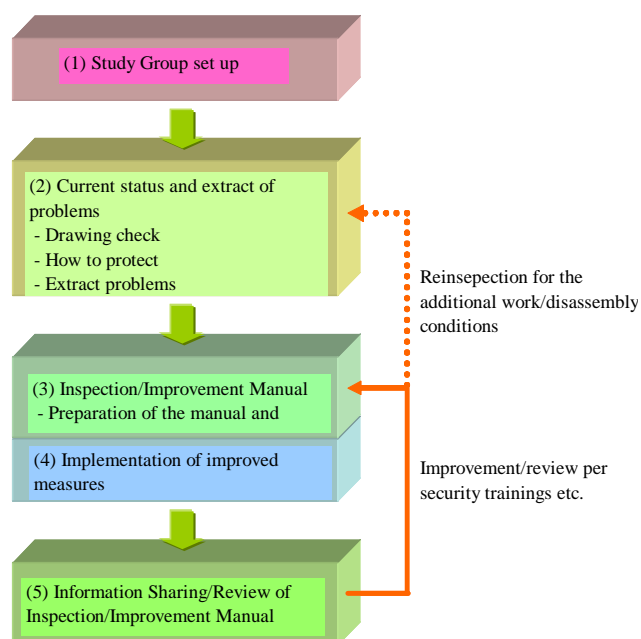 (1) Study Group set up
(2) Current status and extract of
problems
- Drawing check
- How to protect
- Extract problems
Reinsepection for the
additional work/disassembly
conditions
(3) Inspection/Improvement Manual
- Preparation of the manual and
(4) Implementation of improved
measures
Improvement/review per
security trainings etc.
(5) Information Sharing/Review of
Inspection/Improvement Manual